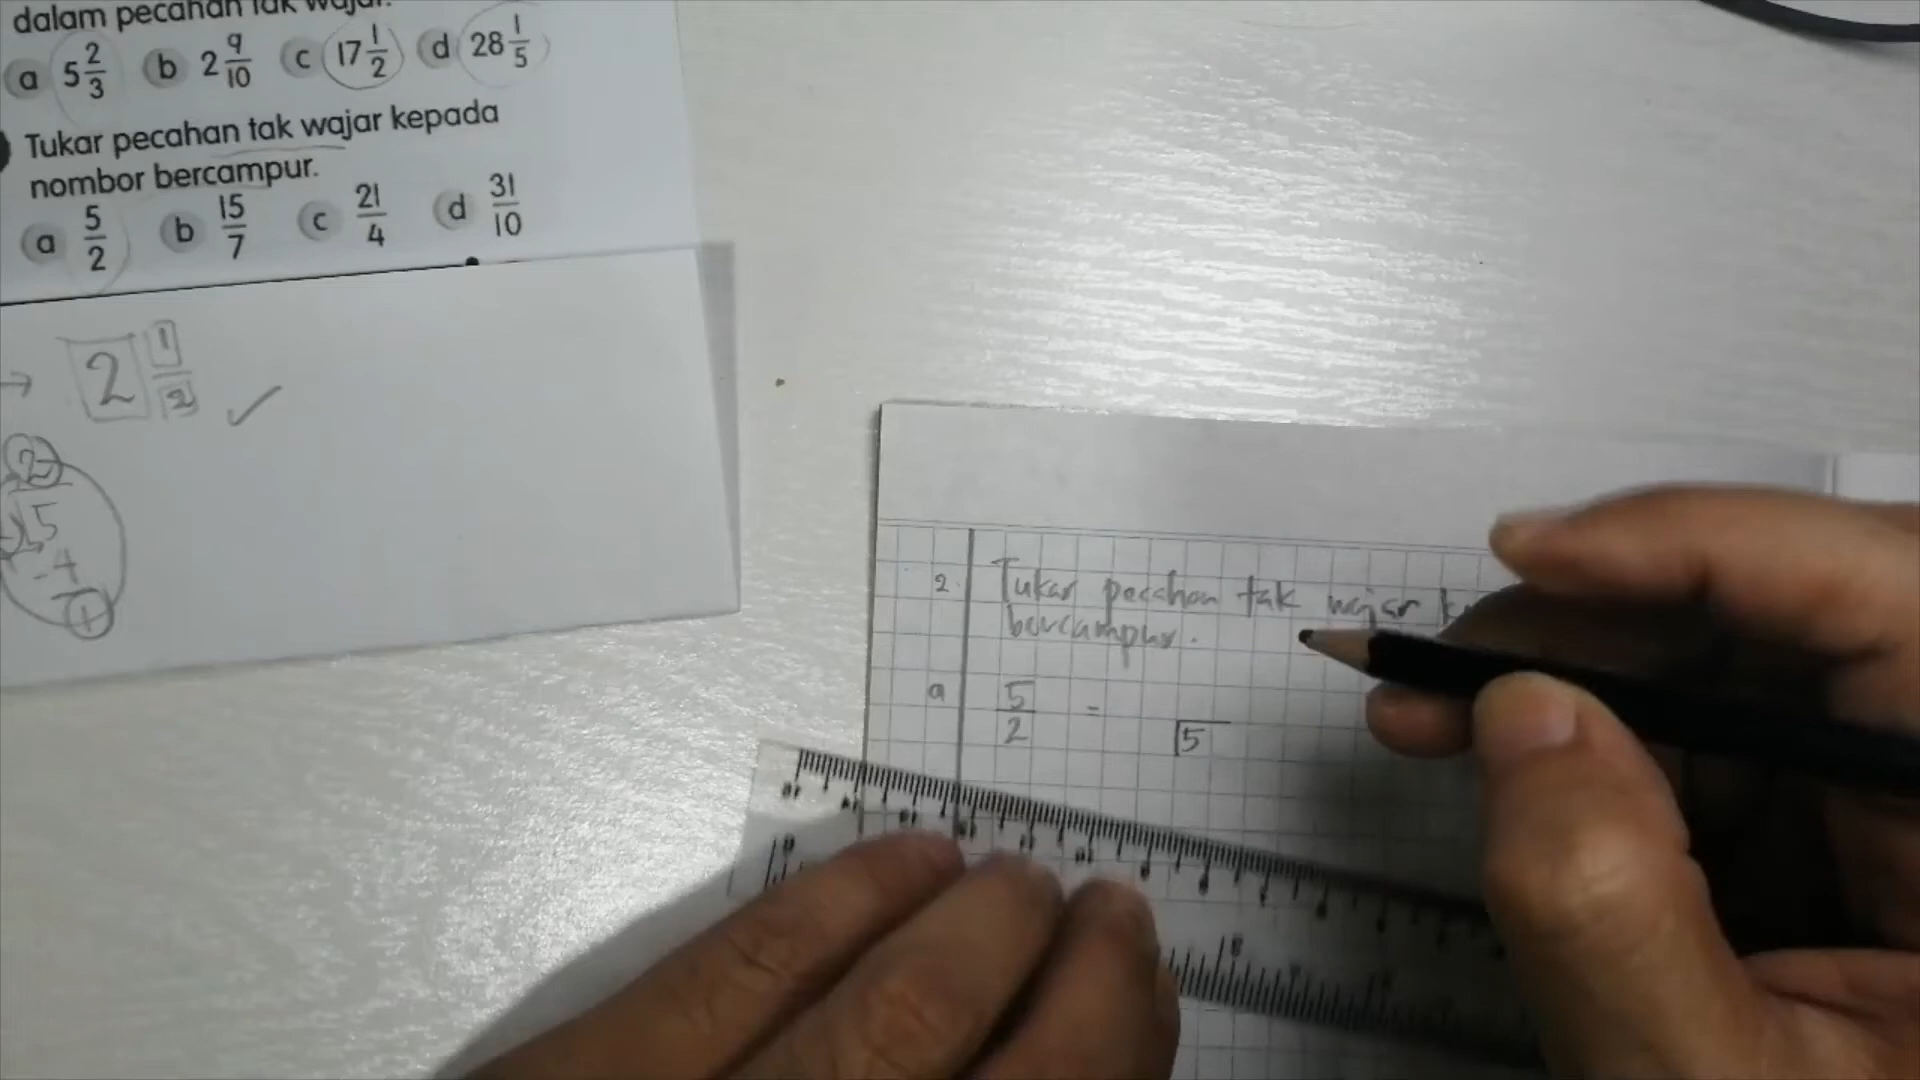 dalam pecahan tak wajar.
a 5 2/3 b 2 9/10 c 17 1/2 d 28 1/5
Tukar pecahan tak wajar kepada
nombor bercampur.
a 5/2 b 15/7 c 21/4 d 31/10
→ 2 1/2 ✓
2
5
- 4
1
2. Tukar pecahan tak wajar
bercampur.
a 5/2 = 5